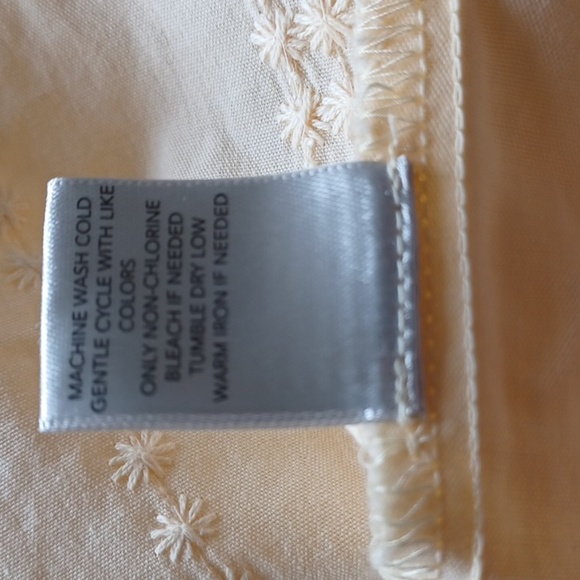 MACHINE WASH COLD
GENTLE CYCLE WITH LIKE
COLORS
ONLY NON-CHLORINE
BLEACH IF NEEDED
TUMBLE DRY LOW
WARM IRON IF NEEDED